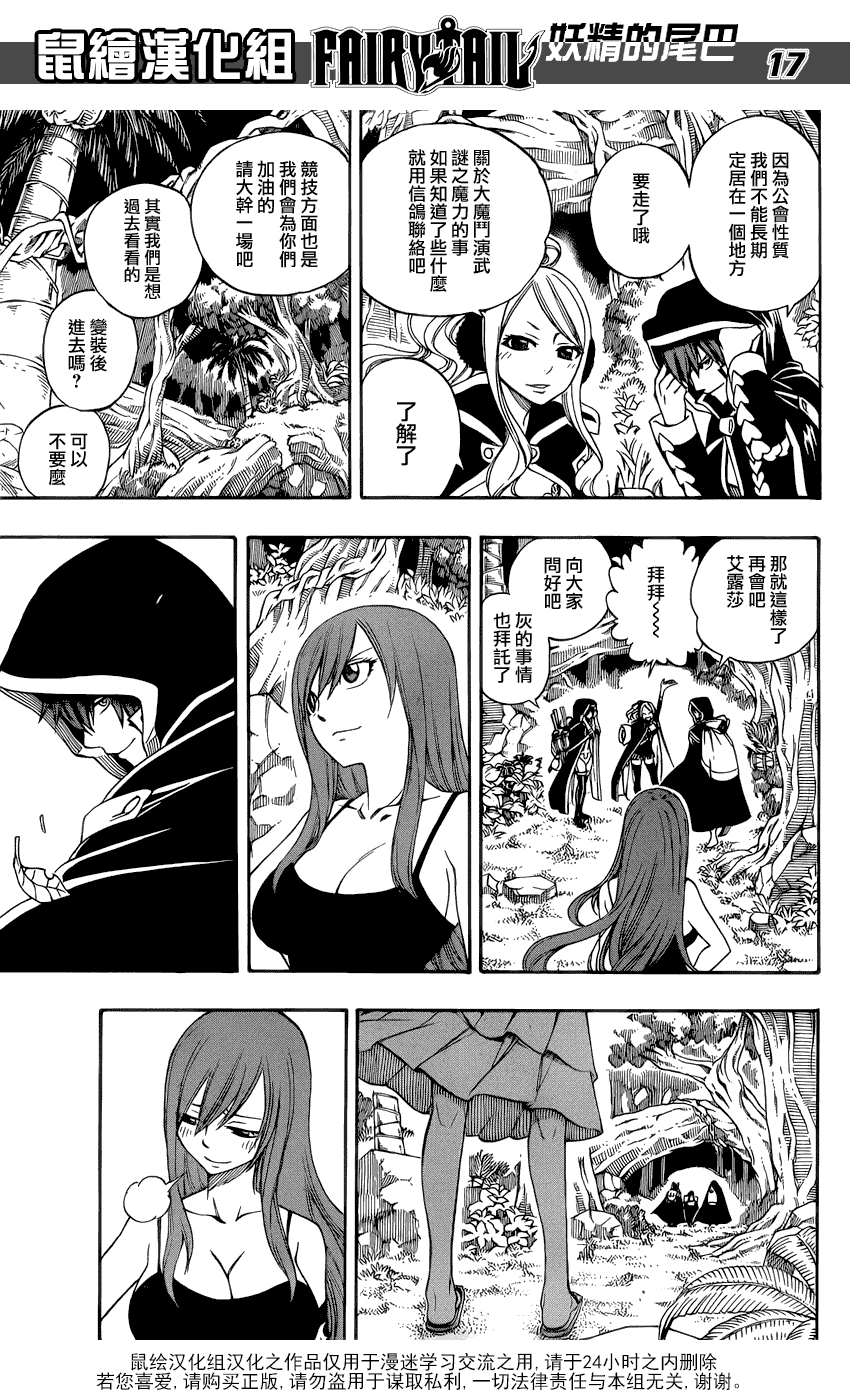 鼠繪漢化組
FAIRY TAIL
妖精的尾巴
17
因為公會性質
我們不能長期
定居在一個地方
要走了哦
關於大魔鬥演武
謎之魔力的事
如果知道了些什麼
就用信鴿聯絡吧
了解了
競技方面也是
我們會為你們
加油的
請大幹一場吧
其實我們是想
過去看看的
變裝後
進去嗎?
可以
不要麼
那就這樣了
再會吧
艾露莎
拜拜~~
向大家
問好吧
灰的事情
也拜託了
鼠绘汉化组汉化之作品仅用于漫迷学习交流之用, 请于24小时之内删除
若您喜爱, 请购买正版, 请勿盗用于谋取私利, 一切法律责任与本组无关, 谢谢。